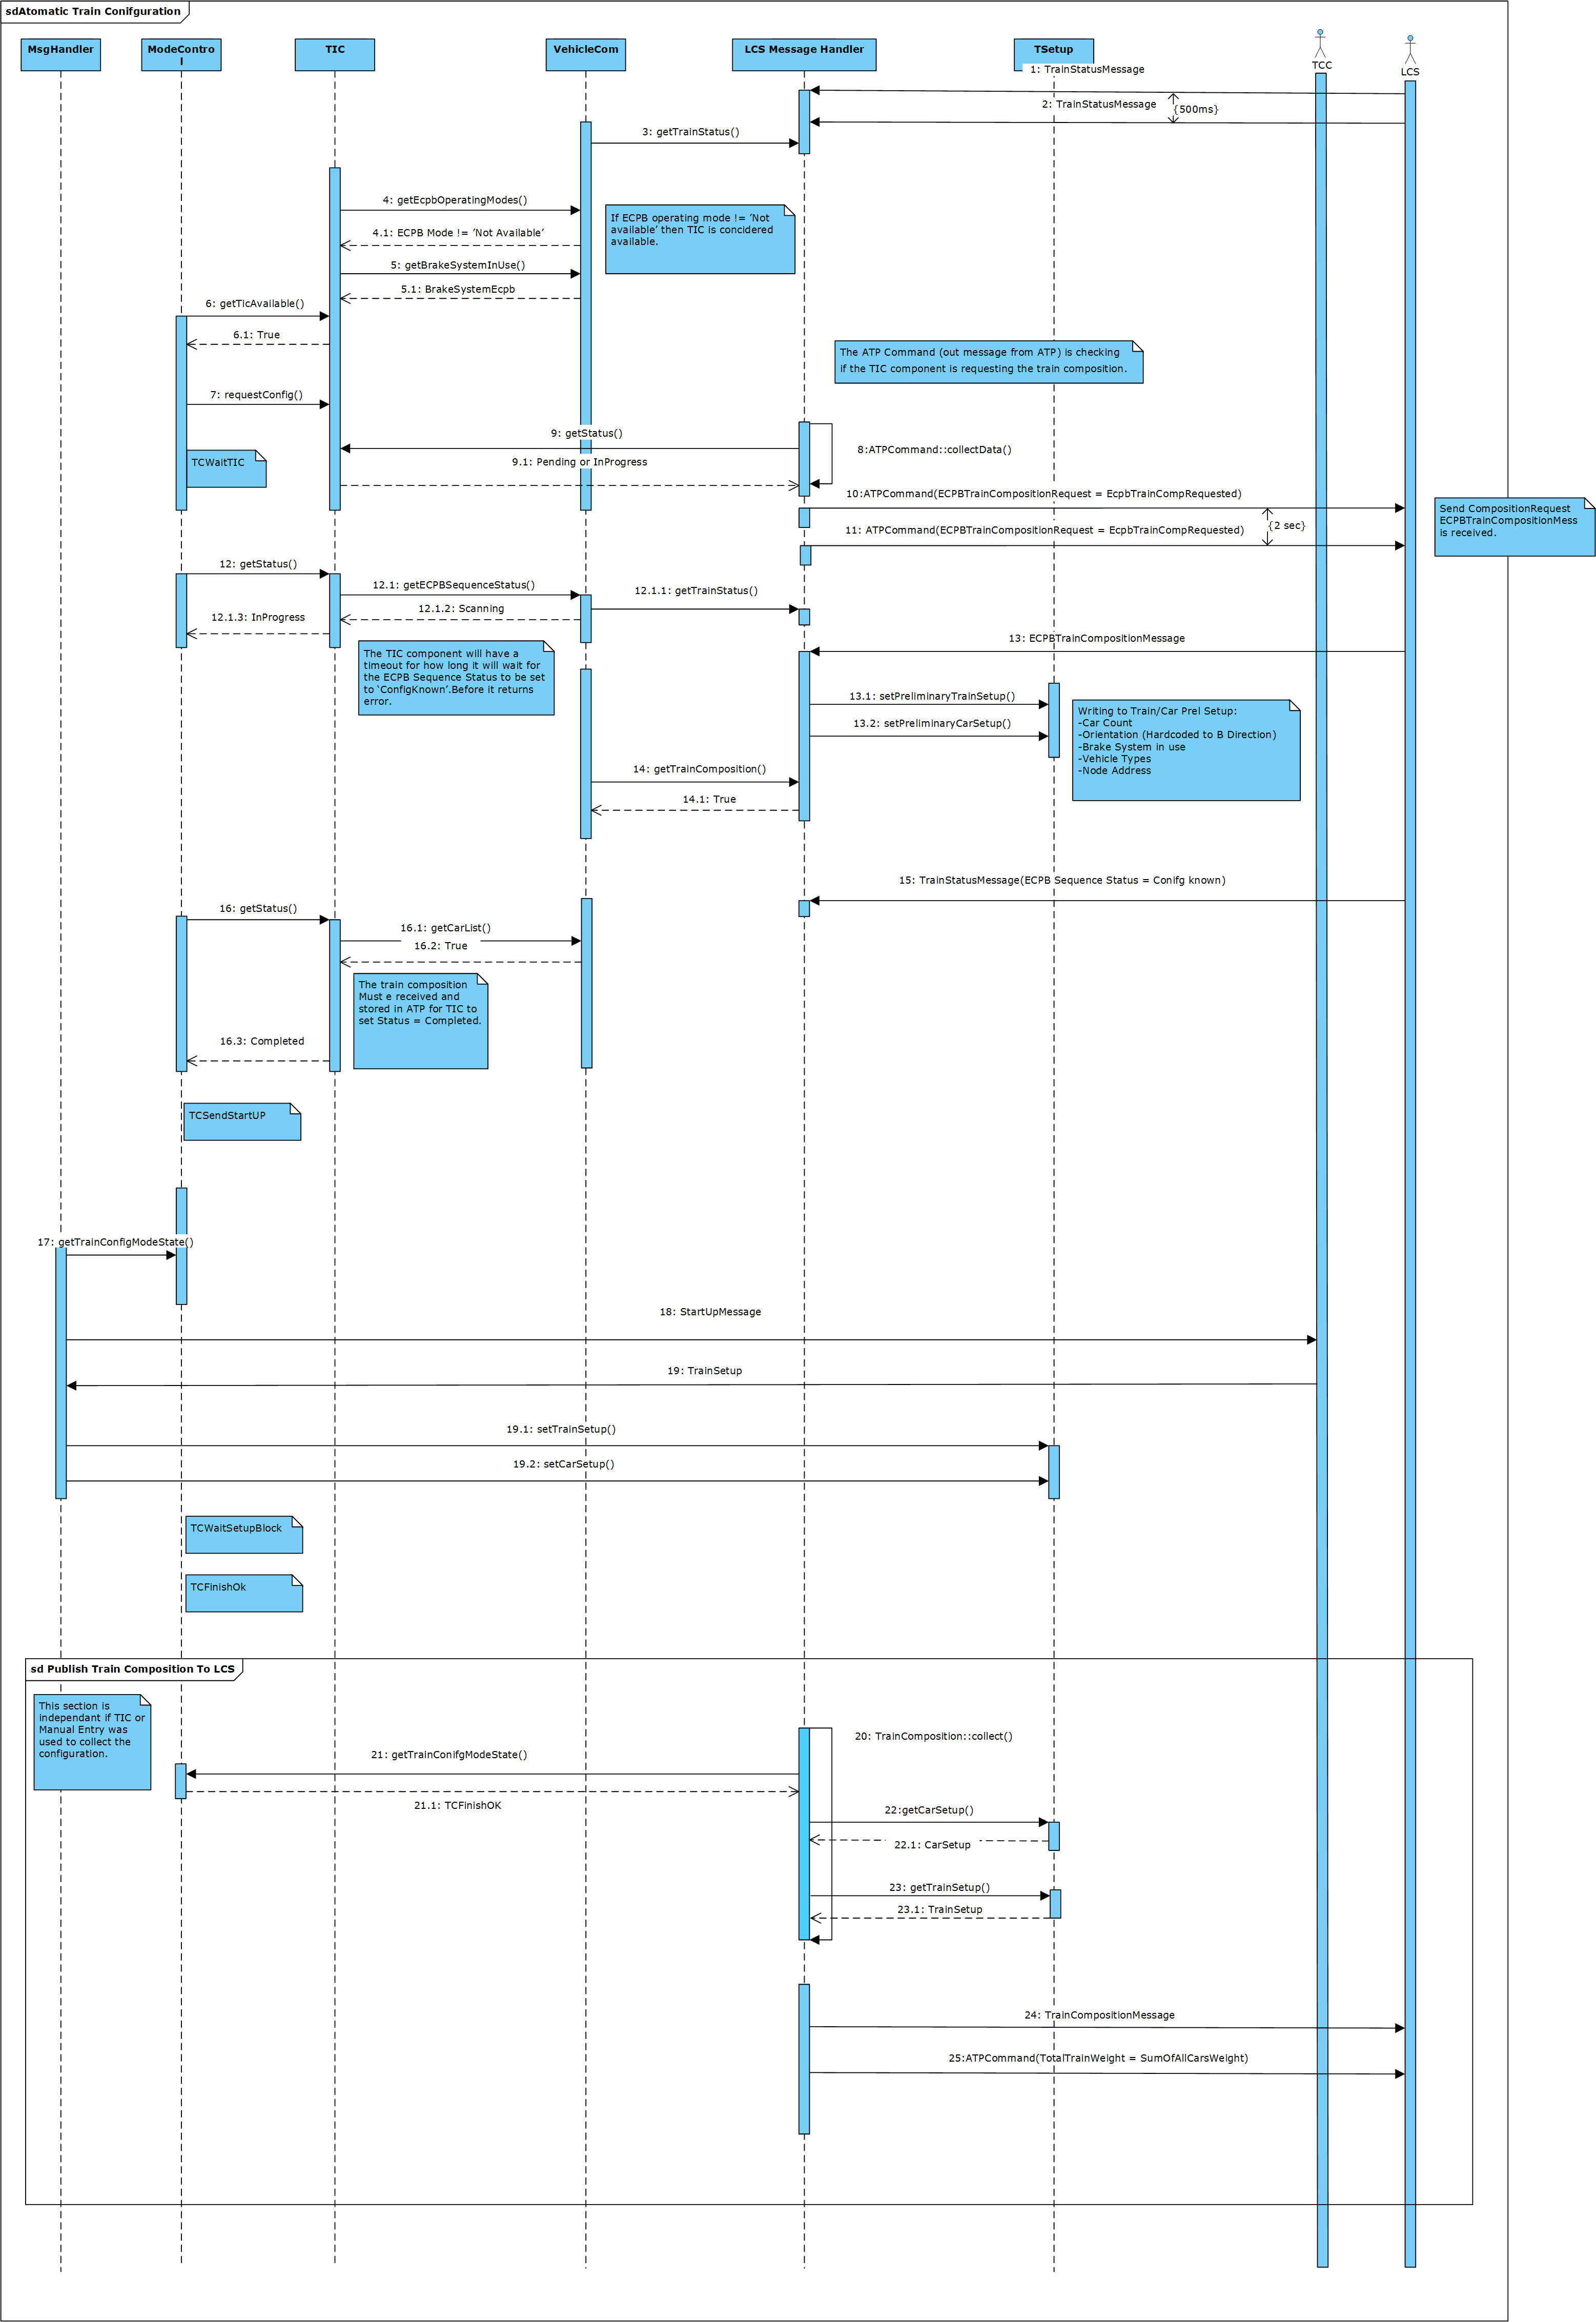 sdAtomatic Train Conifguration
MsgHandler
ModeContro
l
TIC
VehicleCom
LCS Message Handler
TSetup
TCC
LCS
1: TrainStatusMessage
2: TrainStatusMessage
{500ms}
3: getTrainStatus()
4: getEcpbOperatingModes()
4.1: ECPB Mode != ‘Not Available’
If ECPB operating mode != ‘Not
available’ then TIC is concidered
available.
5: getBrakeSystemInUse()
5.1: BrakeSystemEcpb
6: getTicAvailable()
6.1: True
The ATP Command (out message from ATP) is checking
if the TIC component is requesting the train composition.
7: requestConfig()
9: getStatus()
8:ATPCommand::collectData()
TCWaitTIC
9.1: Pending or InProgress
10:ATPCommand(ECPBTrainCompositionRequest = EcpbTrainCompRequested)
Send CompositionRequest
ECPBTrainCompositionMess
is received.
{2 sec}
11: ATPCommand(ECPBTrainCompositionRequest = EcpbTrainCompRequested)
12: getStatus()
12.1: getECPBSequenceStatus()
12.1.1: getTrainStatus()
12.1.2: Scanning
12.1.3: InProgress
13: ECPBTrainCompositionMessage
The TIC component will have a
timeout for how long it will wait for
the ECPB Sequence Status to be set
to ‘ConfigKnown’.Before it returns
error.
13.1: setPreliminaryTrainSetup()
13.2: setPreliminaryCarSetup()
Writing to Train/Car Prel Setup:
-Car Count
-Orientation (Hardcoded to B Direction)
-Brake System in use
-Vehicle Types
-Node Address
14: getTrainComposition()
14.1: True
15: TrainStatusMessage(ECPB Sequence Status = Conifg known)
16: getStatus()
16.1: getCarList()
16.2: True
The train composition
Must e received and
stored in ATP for TIC to
set Status = Completed.
16.3: Completed
TCSendStartUP
17: getTrainConfigModeState()
18: StartUpMessage
19: TrainSetup
19.1: setTrainSetup()
19.2: setCarSetup()
TCWaitSetupBlock
TCFinishOk
sd Publish Train Composition To LCS
This section is
independant if TIC or
Manual Entry was
used to collect the
configuration.
20: TrainComposition::collect()
21: getTrainConifgModeState()
21.1: TCFinishOK
22:getCarSetup()
22.1: CarSetup
23: getTrainSetup()
23.1: TrainSetup
24: TrainCompositionMessage
25:ATPCommand(TotalTrainWeight = SumOfAllCarsWeight)